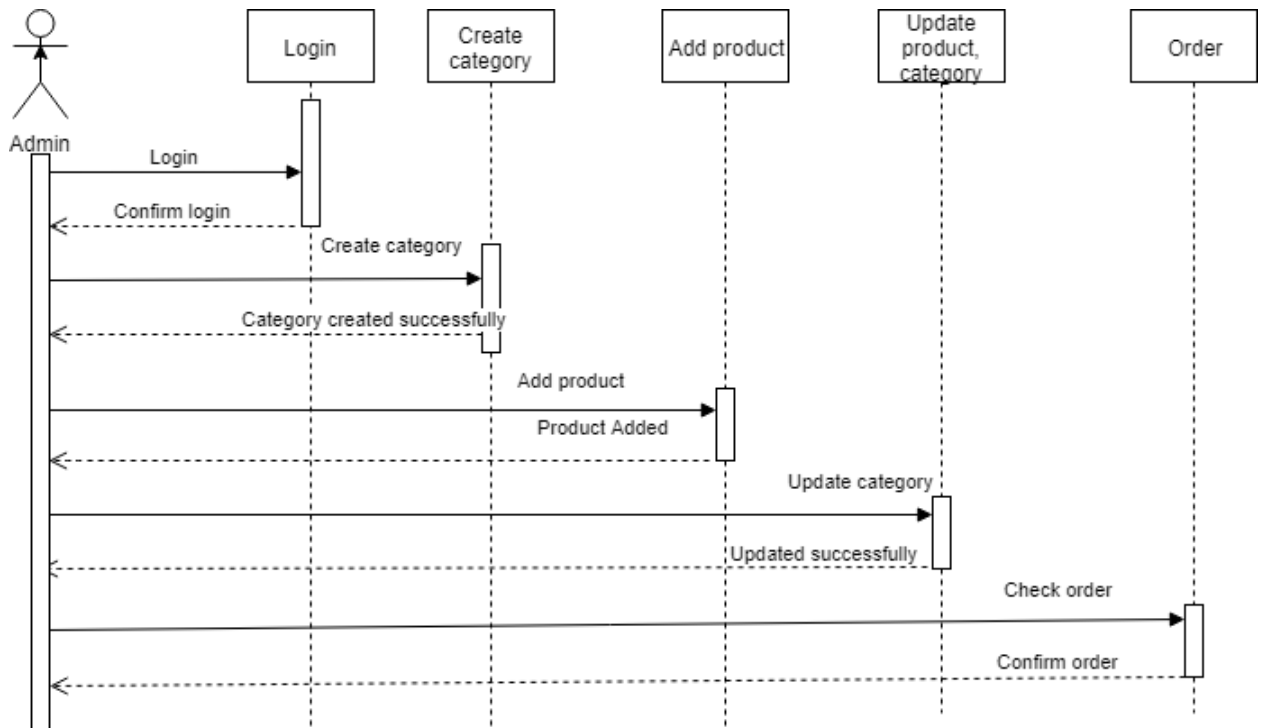 Login
Create
category
Add product
Update
product,
category
Order
Admin
Login
Confirm login
Create category
Category created successfully
Add product
Product Added
Update category
Updated successfully
Check order
Confirm order